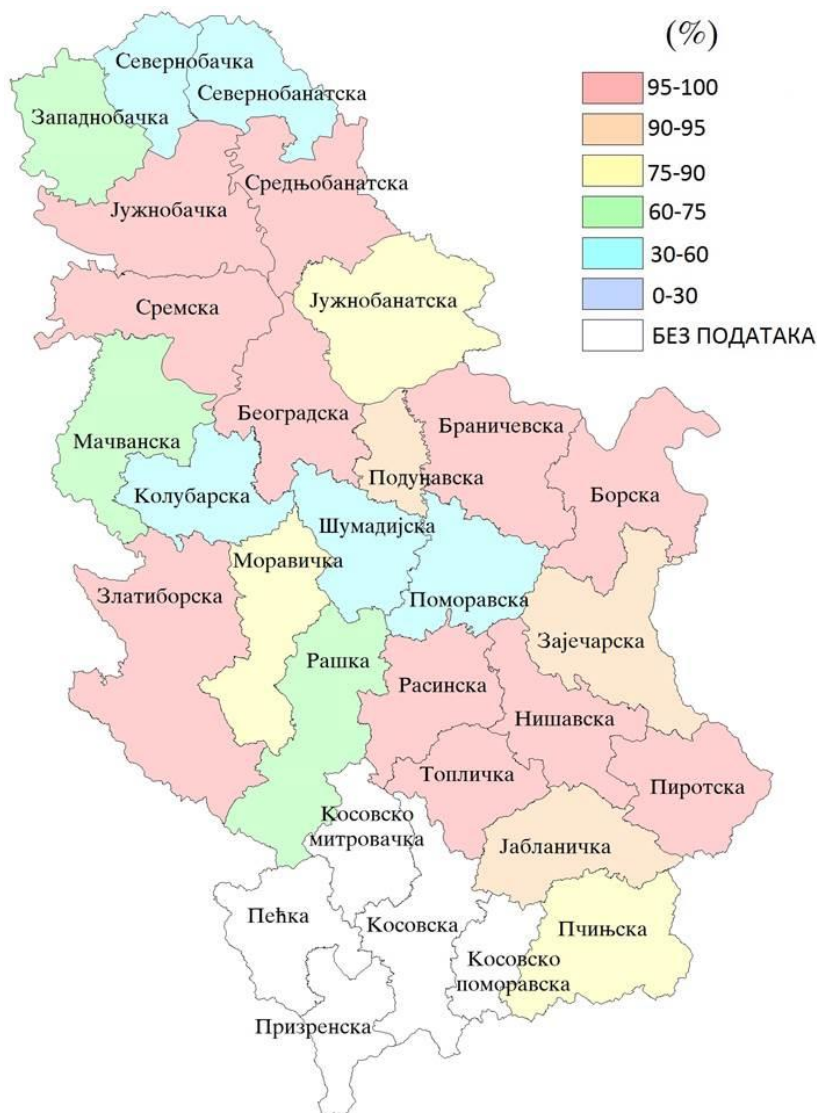 (%)
95-100
90-95
75-90
60-75
30-60
0-30
БЕЗ ПОДАТАКА
Севернобачка
Севернобанатска
Западнобачка
Средњобанатска
Јужнобачка
Јужнобанатска
Сремска
Београдска
Браничевска
Мачванска
Подунавска
Колубарска
Борска
Шумадијска
Моравичка
Златиборска
Поморавска
Зајечарска
Рашка
Расинска
Нишавска
Топличка
Пиротска
Косовско
митровачка
Јабланичка
Пећка
Косовска
Пчињска
Косовско
поморавска
Призренска